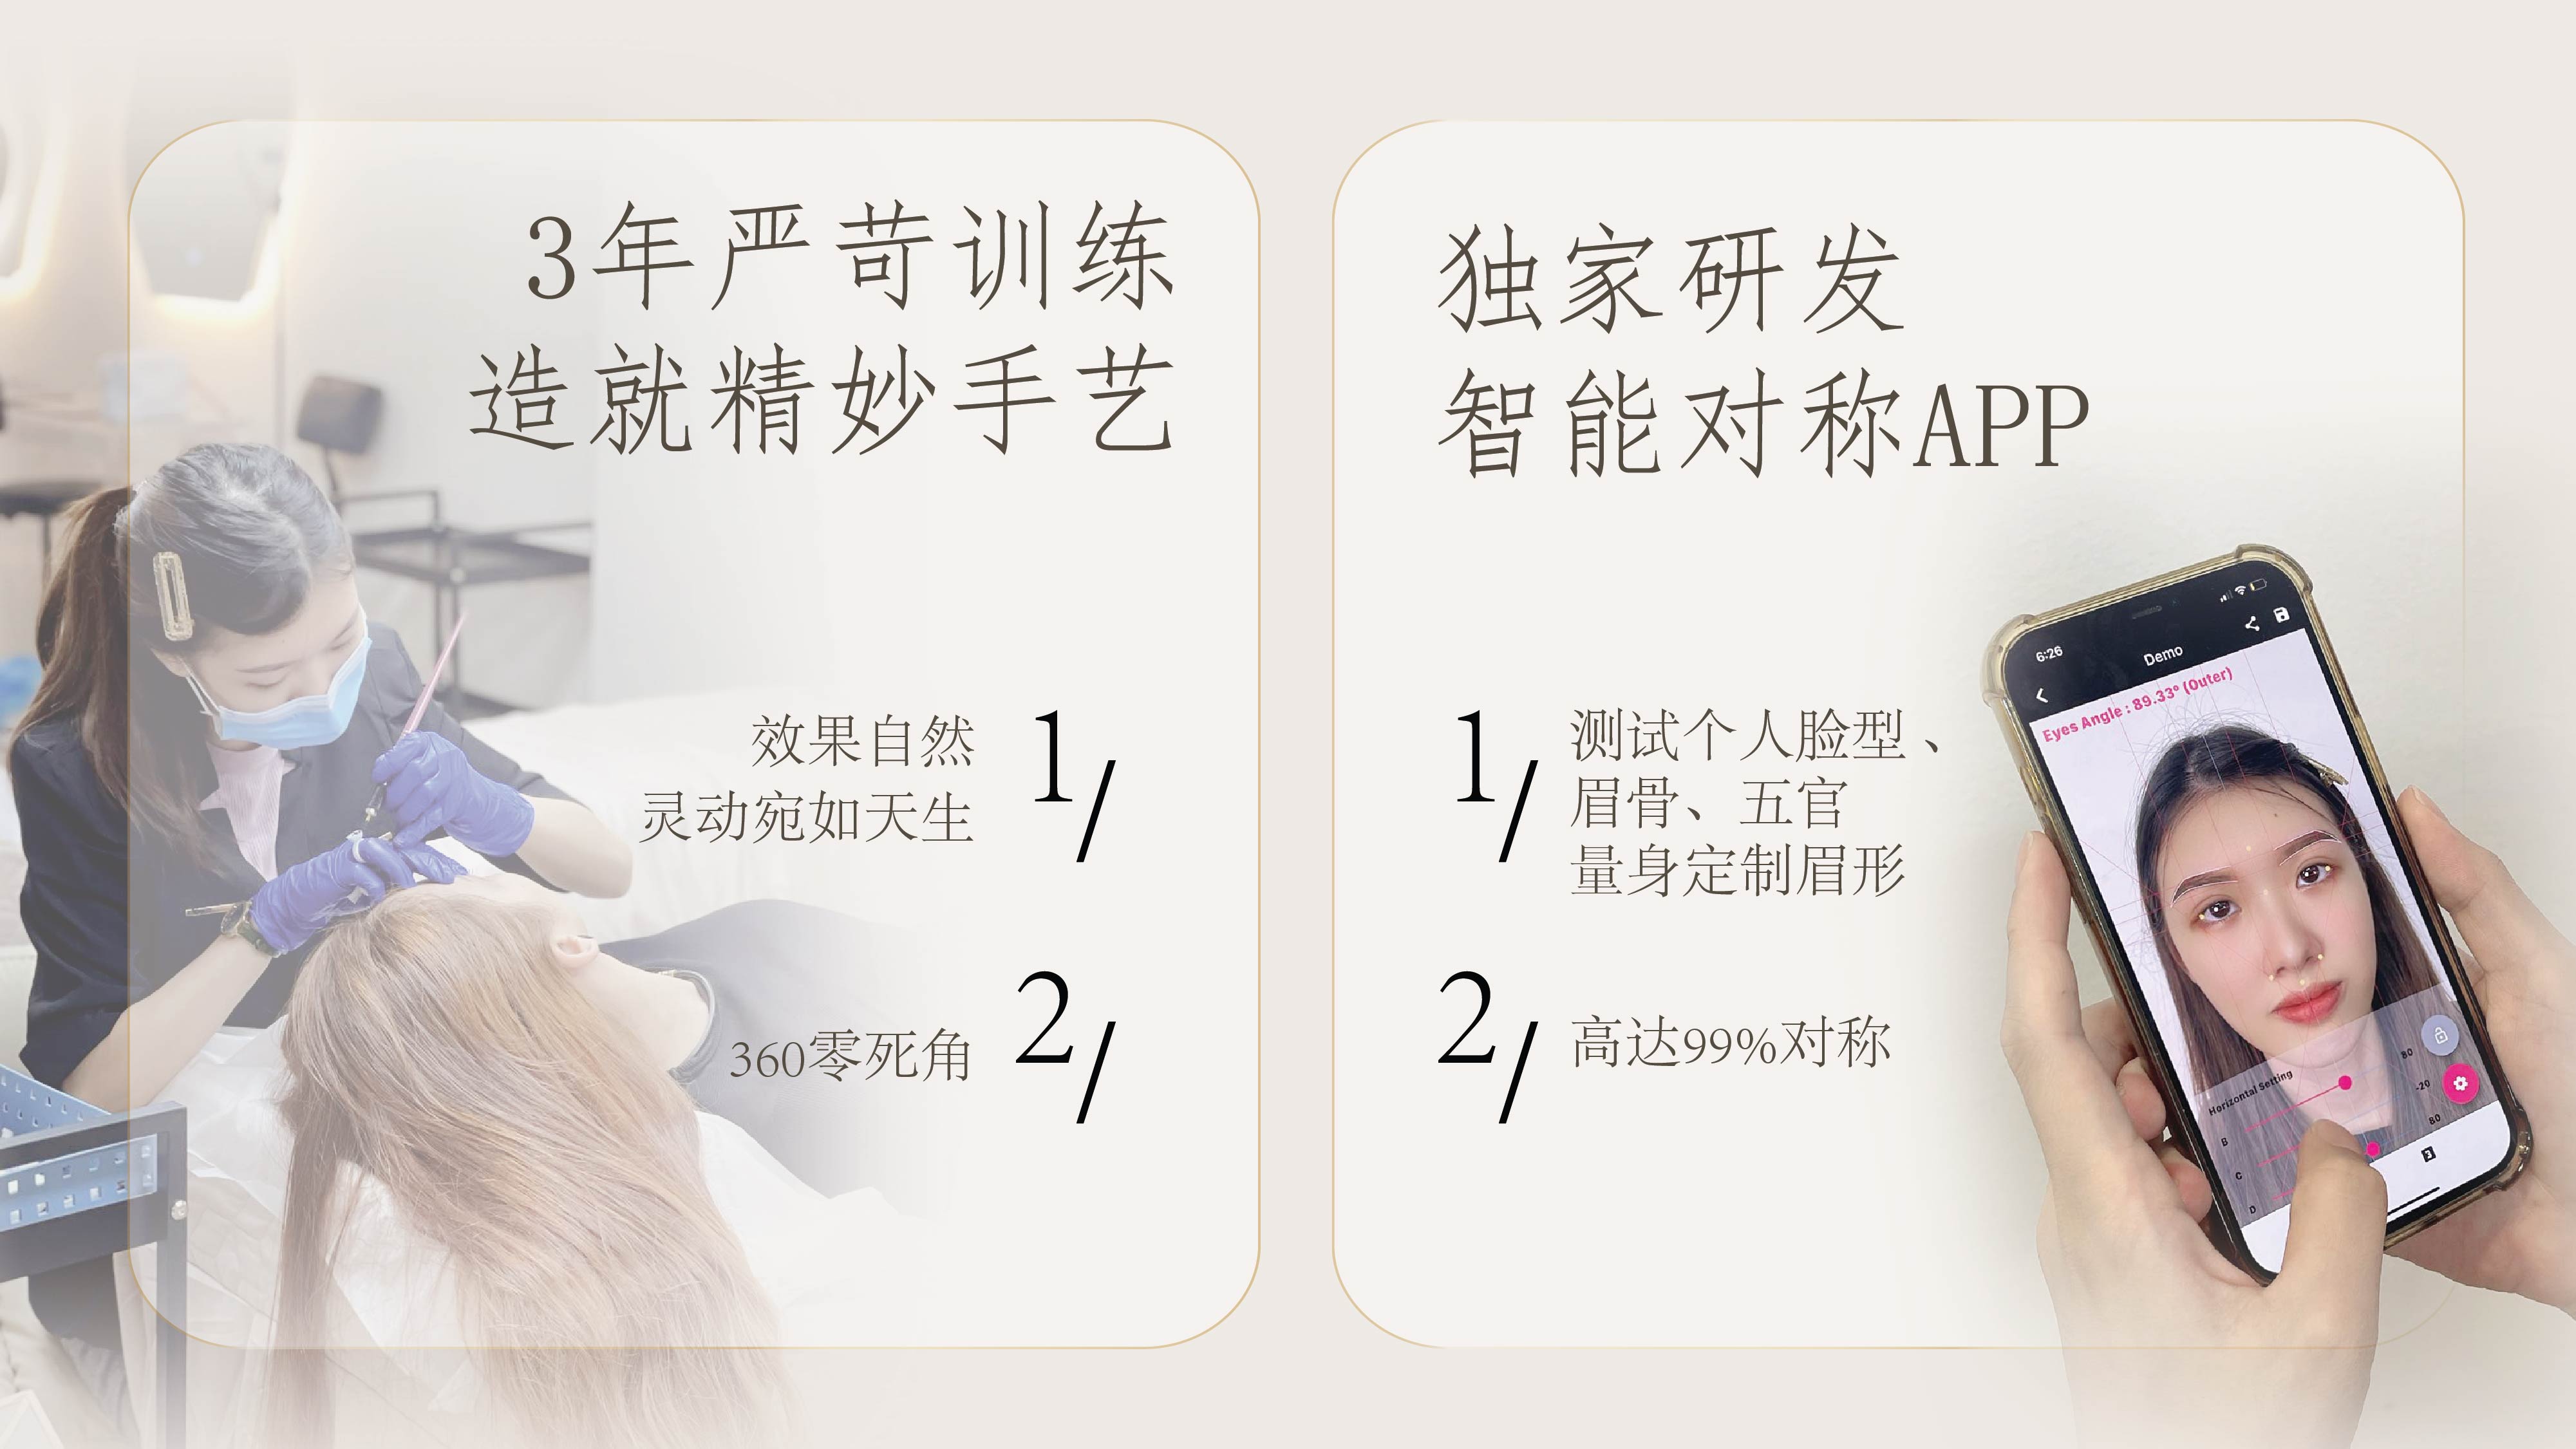 3年严苛训练
造就精妙手艺
1/
效果自然
灵动宛如天生
2/
360零死角
独家研发
智能对称APP
1/
测试个人脸型、
眉骨、五官
量身定制眉形
2/
高达99%对称
6:26
Demo
Eyes Angle : 89.33° (Outer)
Horizontal Setting
80
B
-20
C
80
D
3